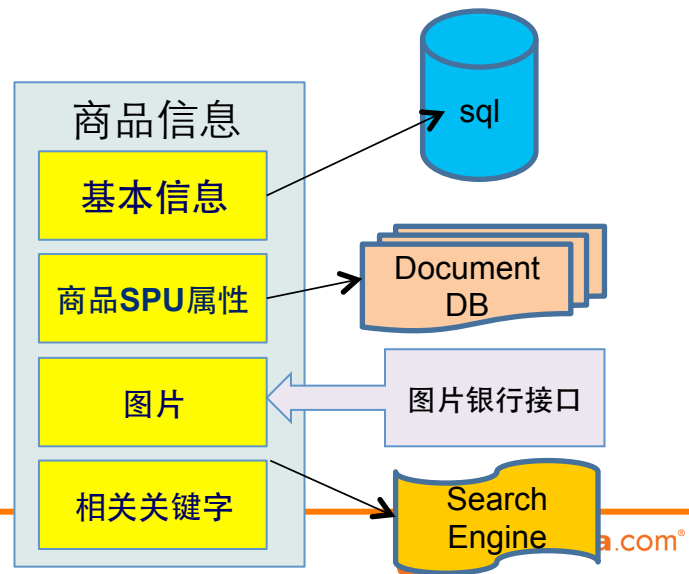 商品信息
基本信息
sql
商品SPU属性
Document
DB
图片
图片银行接口
相关关键字
Search
Engine
a.com®